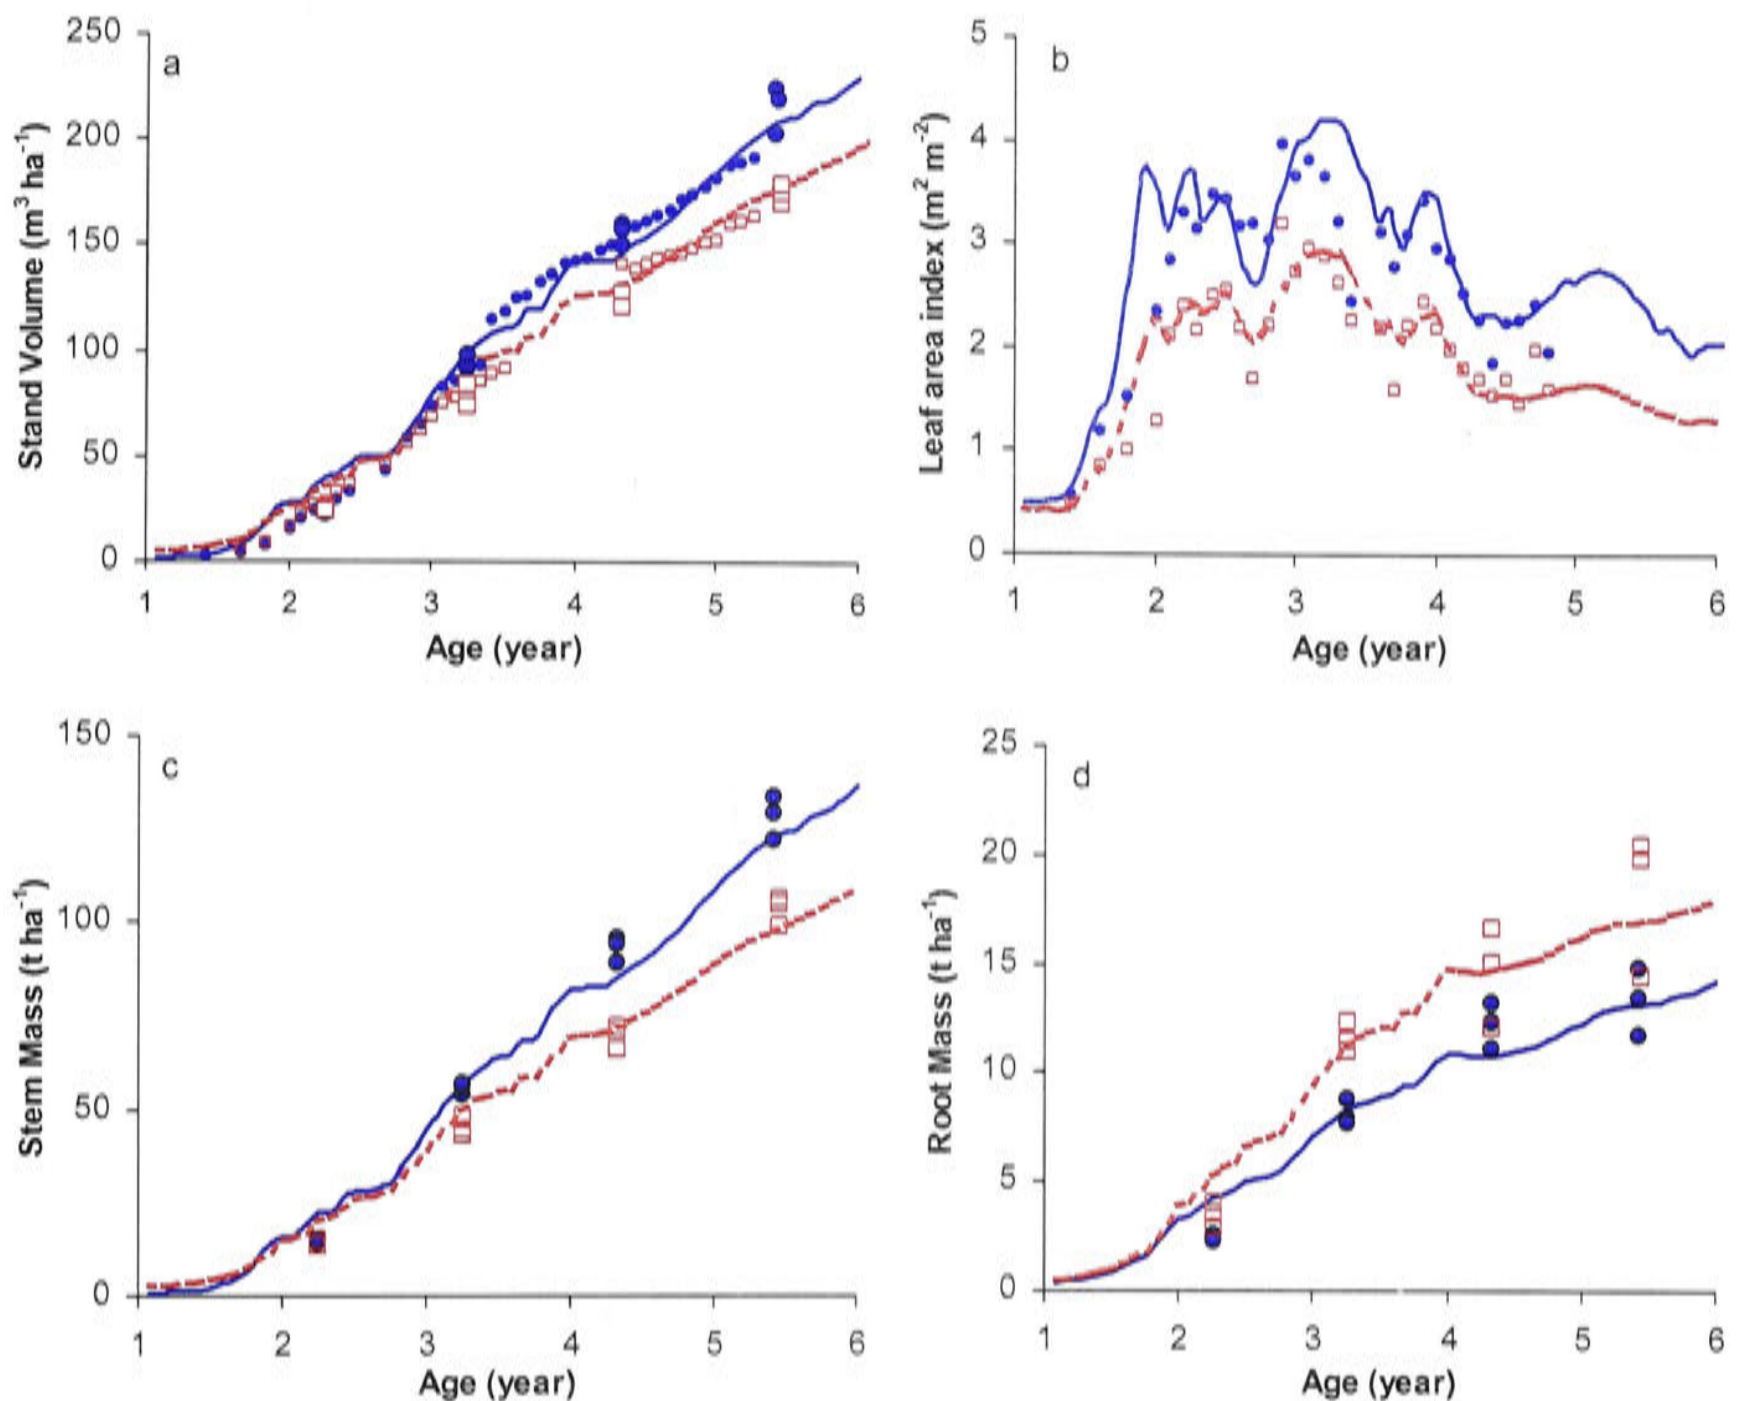 a
Stand Volume (m³ ha⁻¹)
250
200
150
100
50
0
1 2 3 4 5 6
Age (year)
b
Leaf area index (m² m⁻²)
5
4
3
2
1
0
1 2 3 4 5 6
Age (year)
c
Stem Mass (t ha⁻¹)
150
100
50
0
1 2 3 4 5 6
Age (year)
d
Root Mass (t ha⁻¹)
25
20
15
10
5
0
1 2 3 4 5 6
Age (year)